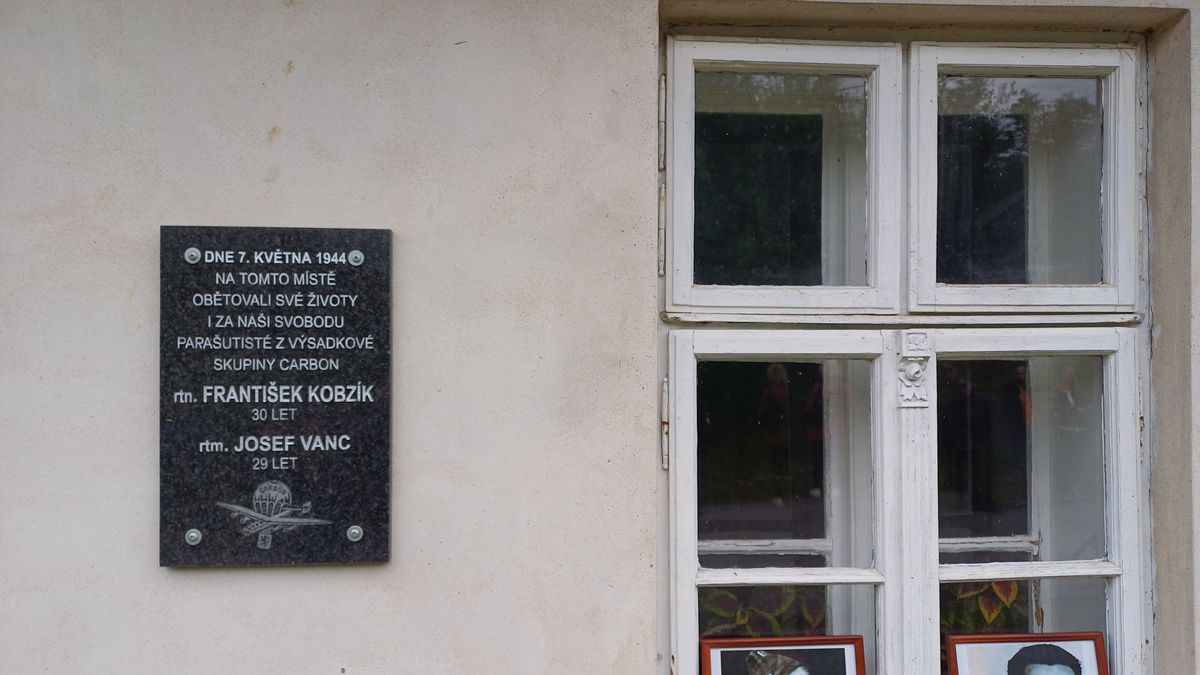 DNE 7. KVĚTNA 1944
NA TOMTO MÍSTĚ
OBĚTOVALI SVÉ ŽIVOTY
I ZA NAŠI SVOBODU
PARAŠUTISTÉ Z VÝSADKOVÉ
SKUPINY CARBON
rtn. FRANTIŠEK KOBZÍK
30 LET
rtm. JOSEF VANC
29 LET
CARBON